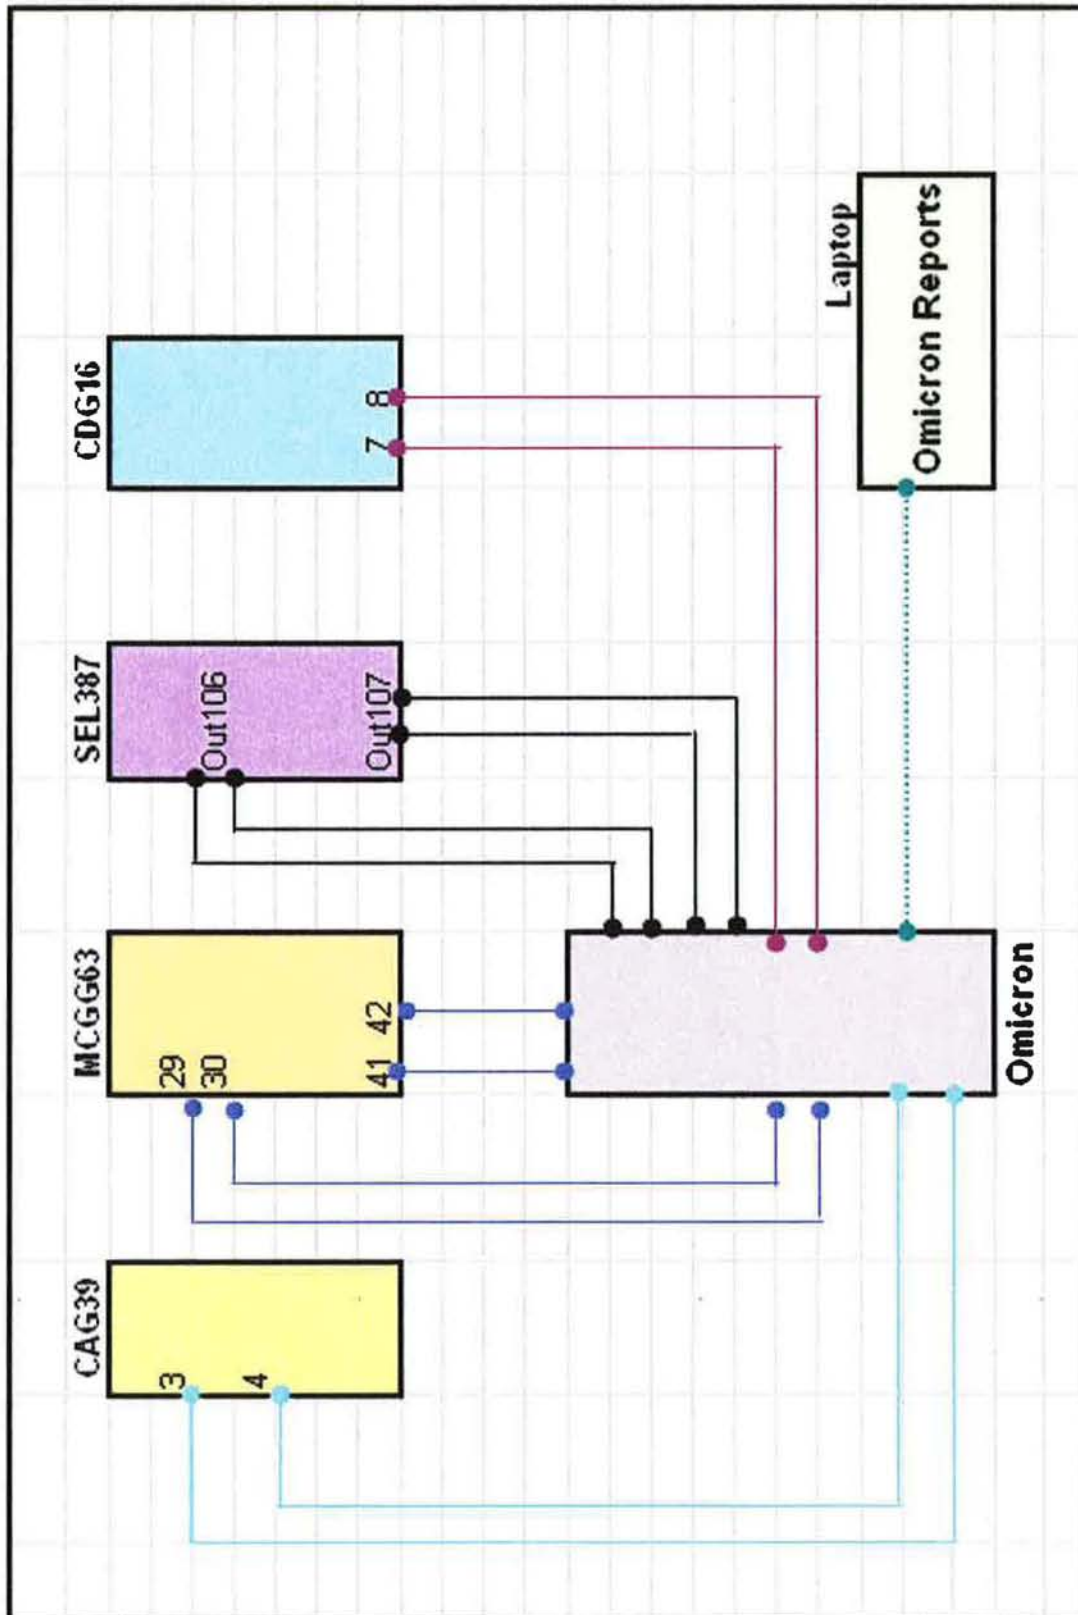 CAG39
3
4
MCGG63
29
30
41
42
SEL387
Out106
Out107
CDG16
7
8
Omicron
Laptop
Omicron Reports